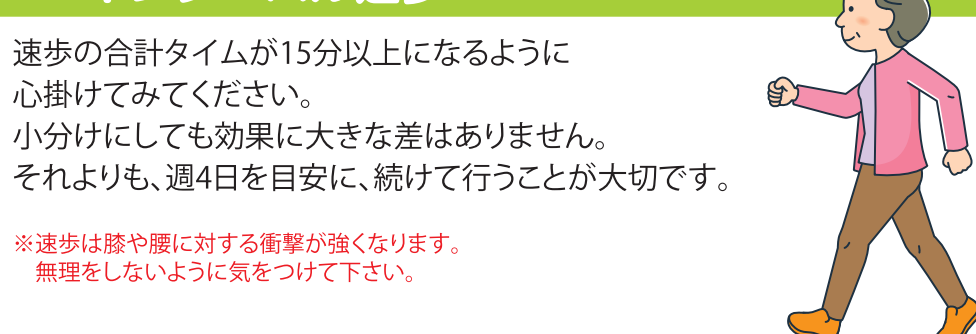 速歩の合計タイムが15分以上になるように
心掛けてみてください。
小分けにしても効果に大きな差はありません。
それよりも、週4日を目安に、続けて行うことが大切です。
※速歩は膝や腰に対する衝撃が強くなります。
無理をしないように気をつけて下さい。